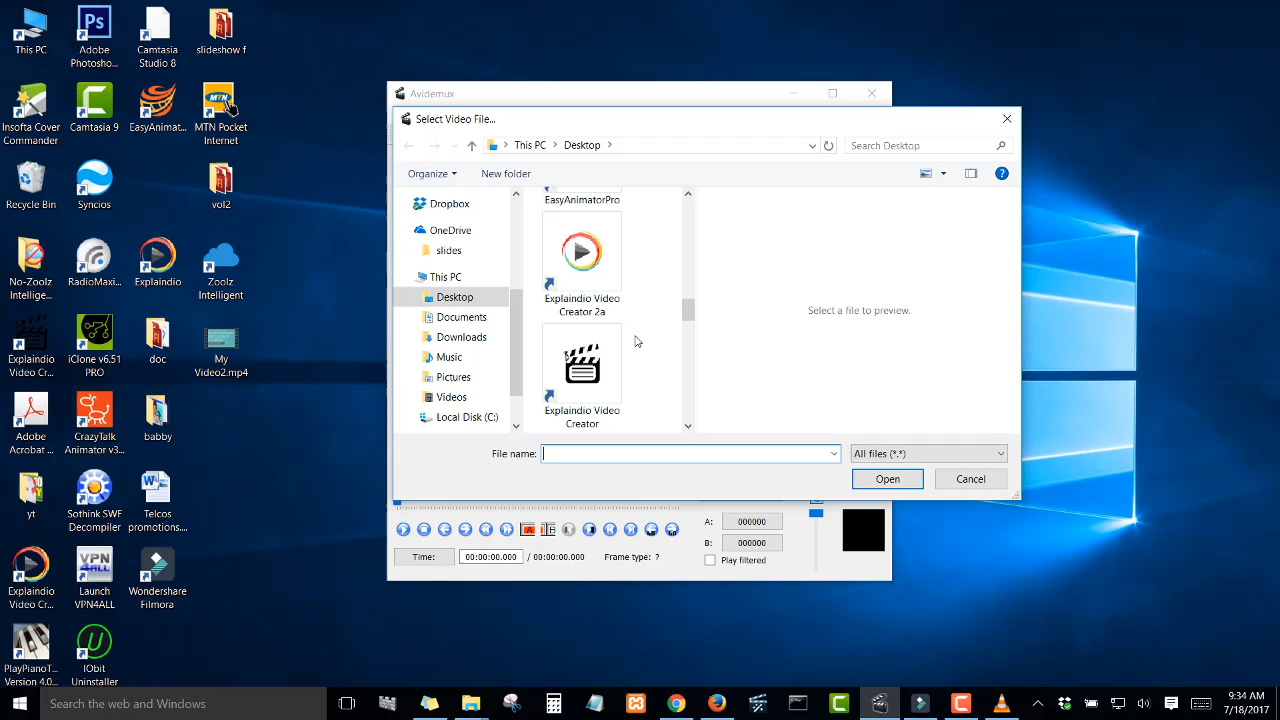 This PC
Adobe
Photosho...
Camtasia
Studio 8
slideshow f
Insofta Cover
Commander
Camtasia 9
EasyAnimat...
MTN
MTN Pocket
Internet
Recycle Bin
Syncios
vol2
No-Zoolz
Intellige...
RadioMaxi...
Explaindio
Zoolz
Intelligent
Explaindio
Video Cr...
iClone v6.51
PRO
doc
My
Video2.mp4
Adobe
Acrobat ...
CrazyTalk
Animator v3...
babby
yt
Sothink SWF
Decompiler
Telcos
promotions....
Explaindio
Video Cr...
VPN
4ALL
Launch
VPN4ALL
Wondershare
Filmora
PlayPianoT...
Version 4.0...
IObit
Uninstaller
Avidemux
Select Video File...
This PC
Desktop
Search Desktop
Organize
New folder
Dropbox
OneDrive
slides
This PC
Desktop
Documents
Downloads
Music
Pictures
Videos
Local Disk (C:)
EasyAnimatorPro
Explaindio Video
Creator 2a
Explaindio Video
Creator
Select a file to preview.
File name:
All files (*.*)
Open
Cancel
A:
000000
B:
000000
Time:
00:00:00.000
/ 00:00:00.000
Frame type: ?
Play filtered
Search the web and Windows
9:34 AM
7/18/2017